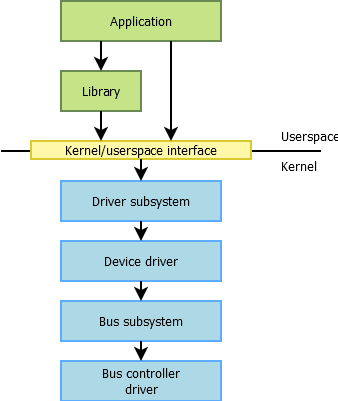 Application
Library
Kernel/userspace interface
Userspace
Kernel
Driver subsystem
Device driver
Bus subsystem
Bus controller
driver